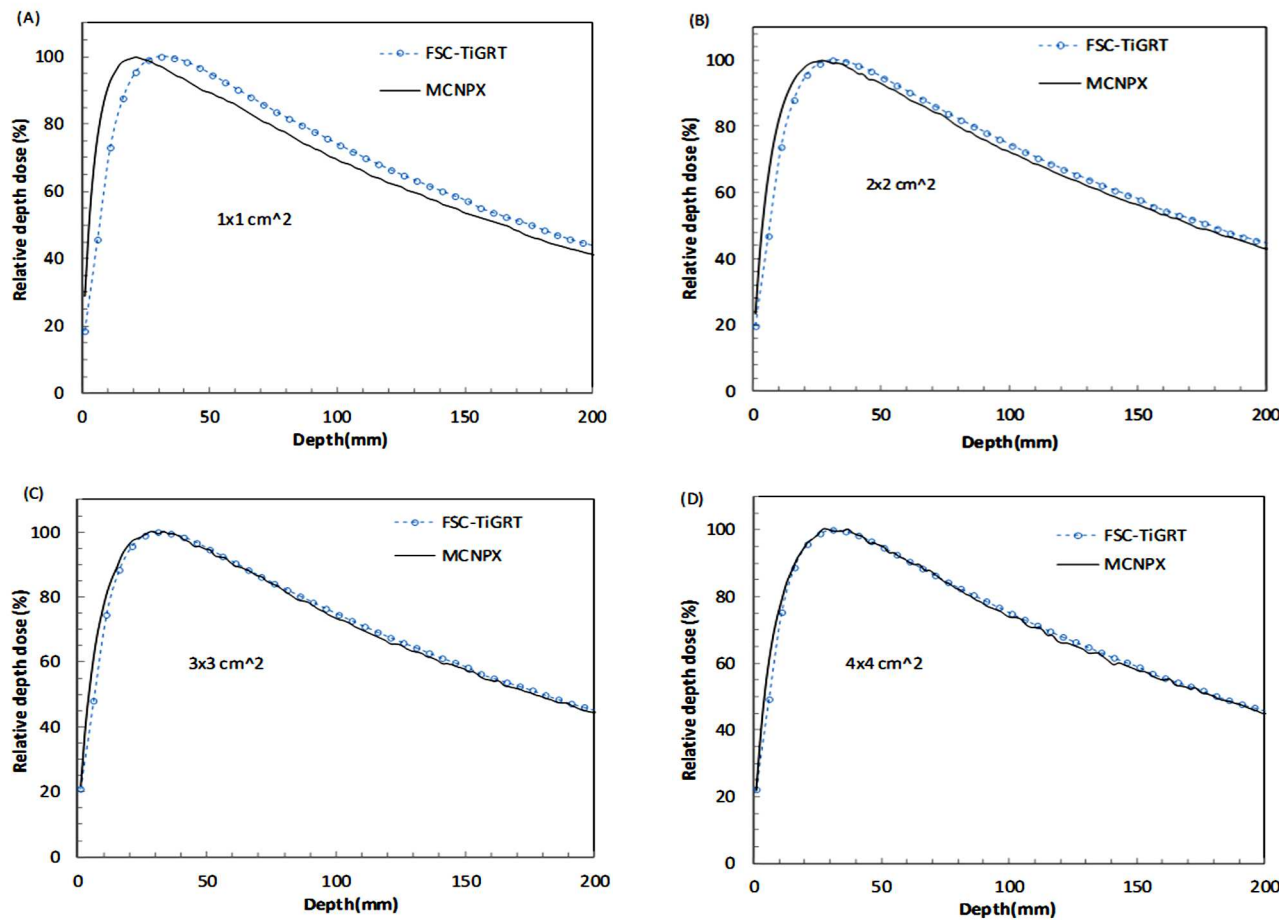 (A)
FSC-TiGRT
MCNPX
1x1 cm^2
Relative depth dose (%)
120
100
80
60
40
20
0
0 50 100 150 200
Depth(mm)
(B)
FSC-TiGRT
MCNPX
2x2 cm^2
Relative depth dose (%)
120
100
80
60
40
20
0
0 50 100 150 200
Depth(mm)
(C)
FSC-TiGRT
MCNPX
3x3 cm^2
Relative depth dose (%)
100
80
60
40
20
0
0 50 100 150 200
Depth(mm)
(D)
FSC-TiGRT
MCNPX
4x4 cm^2
Relative depth dose (%)
100
80
60
40
20
0
0 50 100 150 200
Depth(mm)